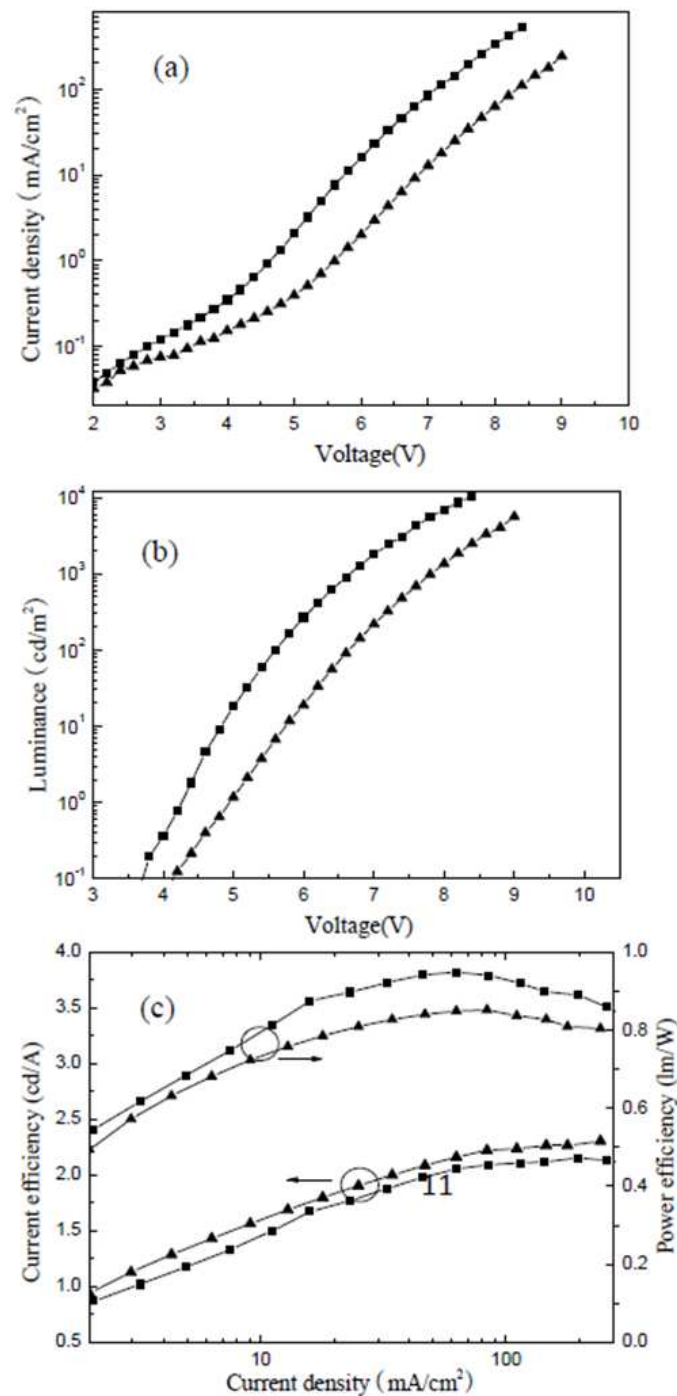 (a)
Current density ( mA/cm²)
10²
10¹
10⁰
10⁻¹
2 3 4 5 6 7 8 9 10
Voltage(V)
(b)
Luminance ( cd/m²)
10⁴
10³
10²
10¹
10⁰
10⁻¹
3 4 5 6 7 8 9 10
Voltage(V)
(c)
Current efficiency (cd/A)
4.0
3.5
3.0
2.5
2.0
1.5
1.0
0.5
11
1.0
0.8
0.6
0.4
0.2
0.0
Power efficiency (lm/W)
10 100
Current density ( mA/cm²)